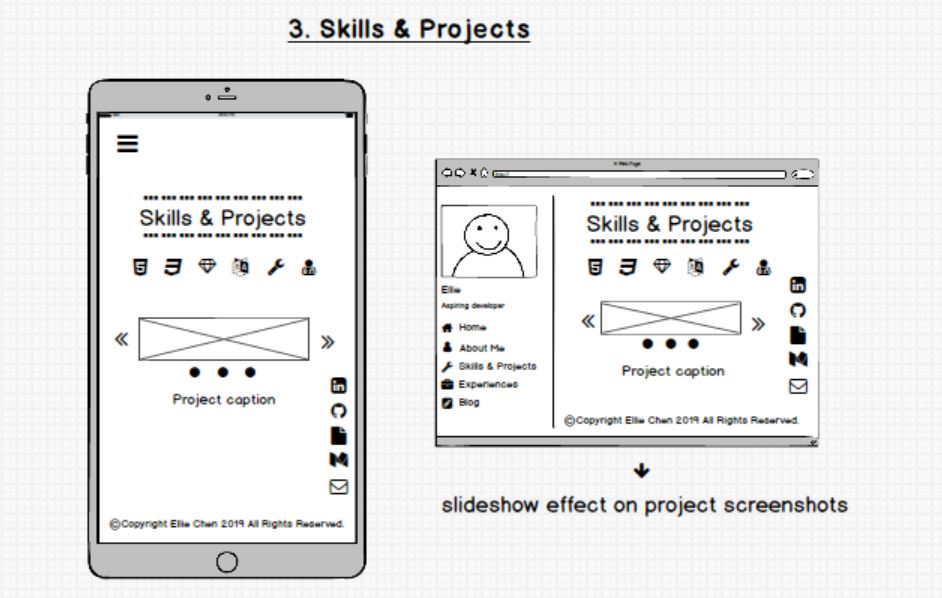 3. Skills & Projects
Skills & Projects
Project caption
©Copyright Ellie Chen 2019 All Rights Reserved.
A Web Page
Ellie
Aspiring developer
Home
About Me
Skills & Projects
Experiences
Blog
Skills & Projects
Project caption
©Copyright Ellie Chen 2019 All Rights Reserved.
slideshow effect on project screenshots